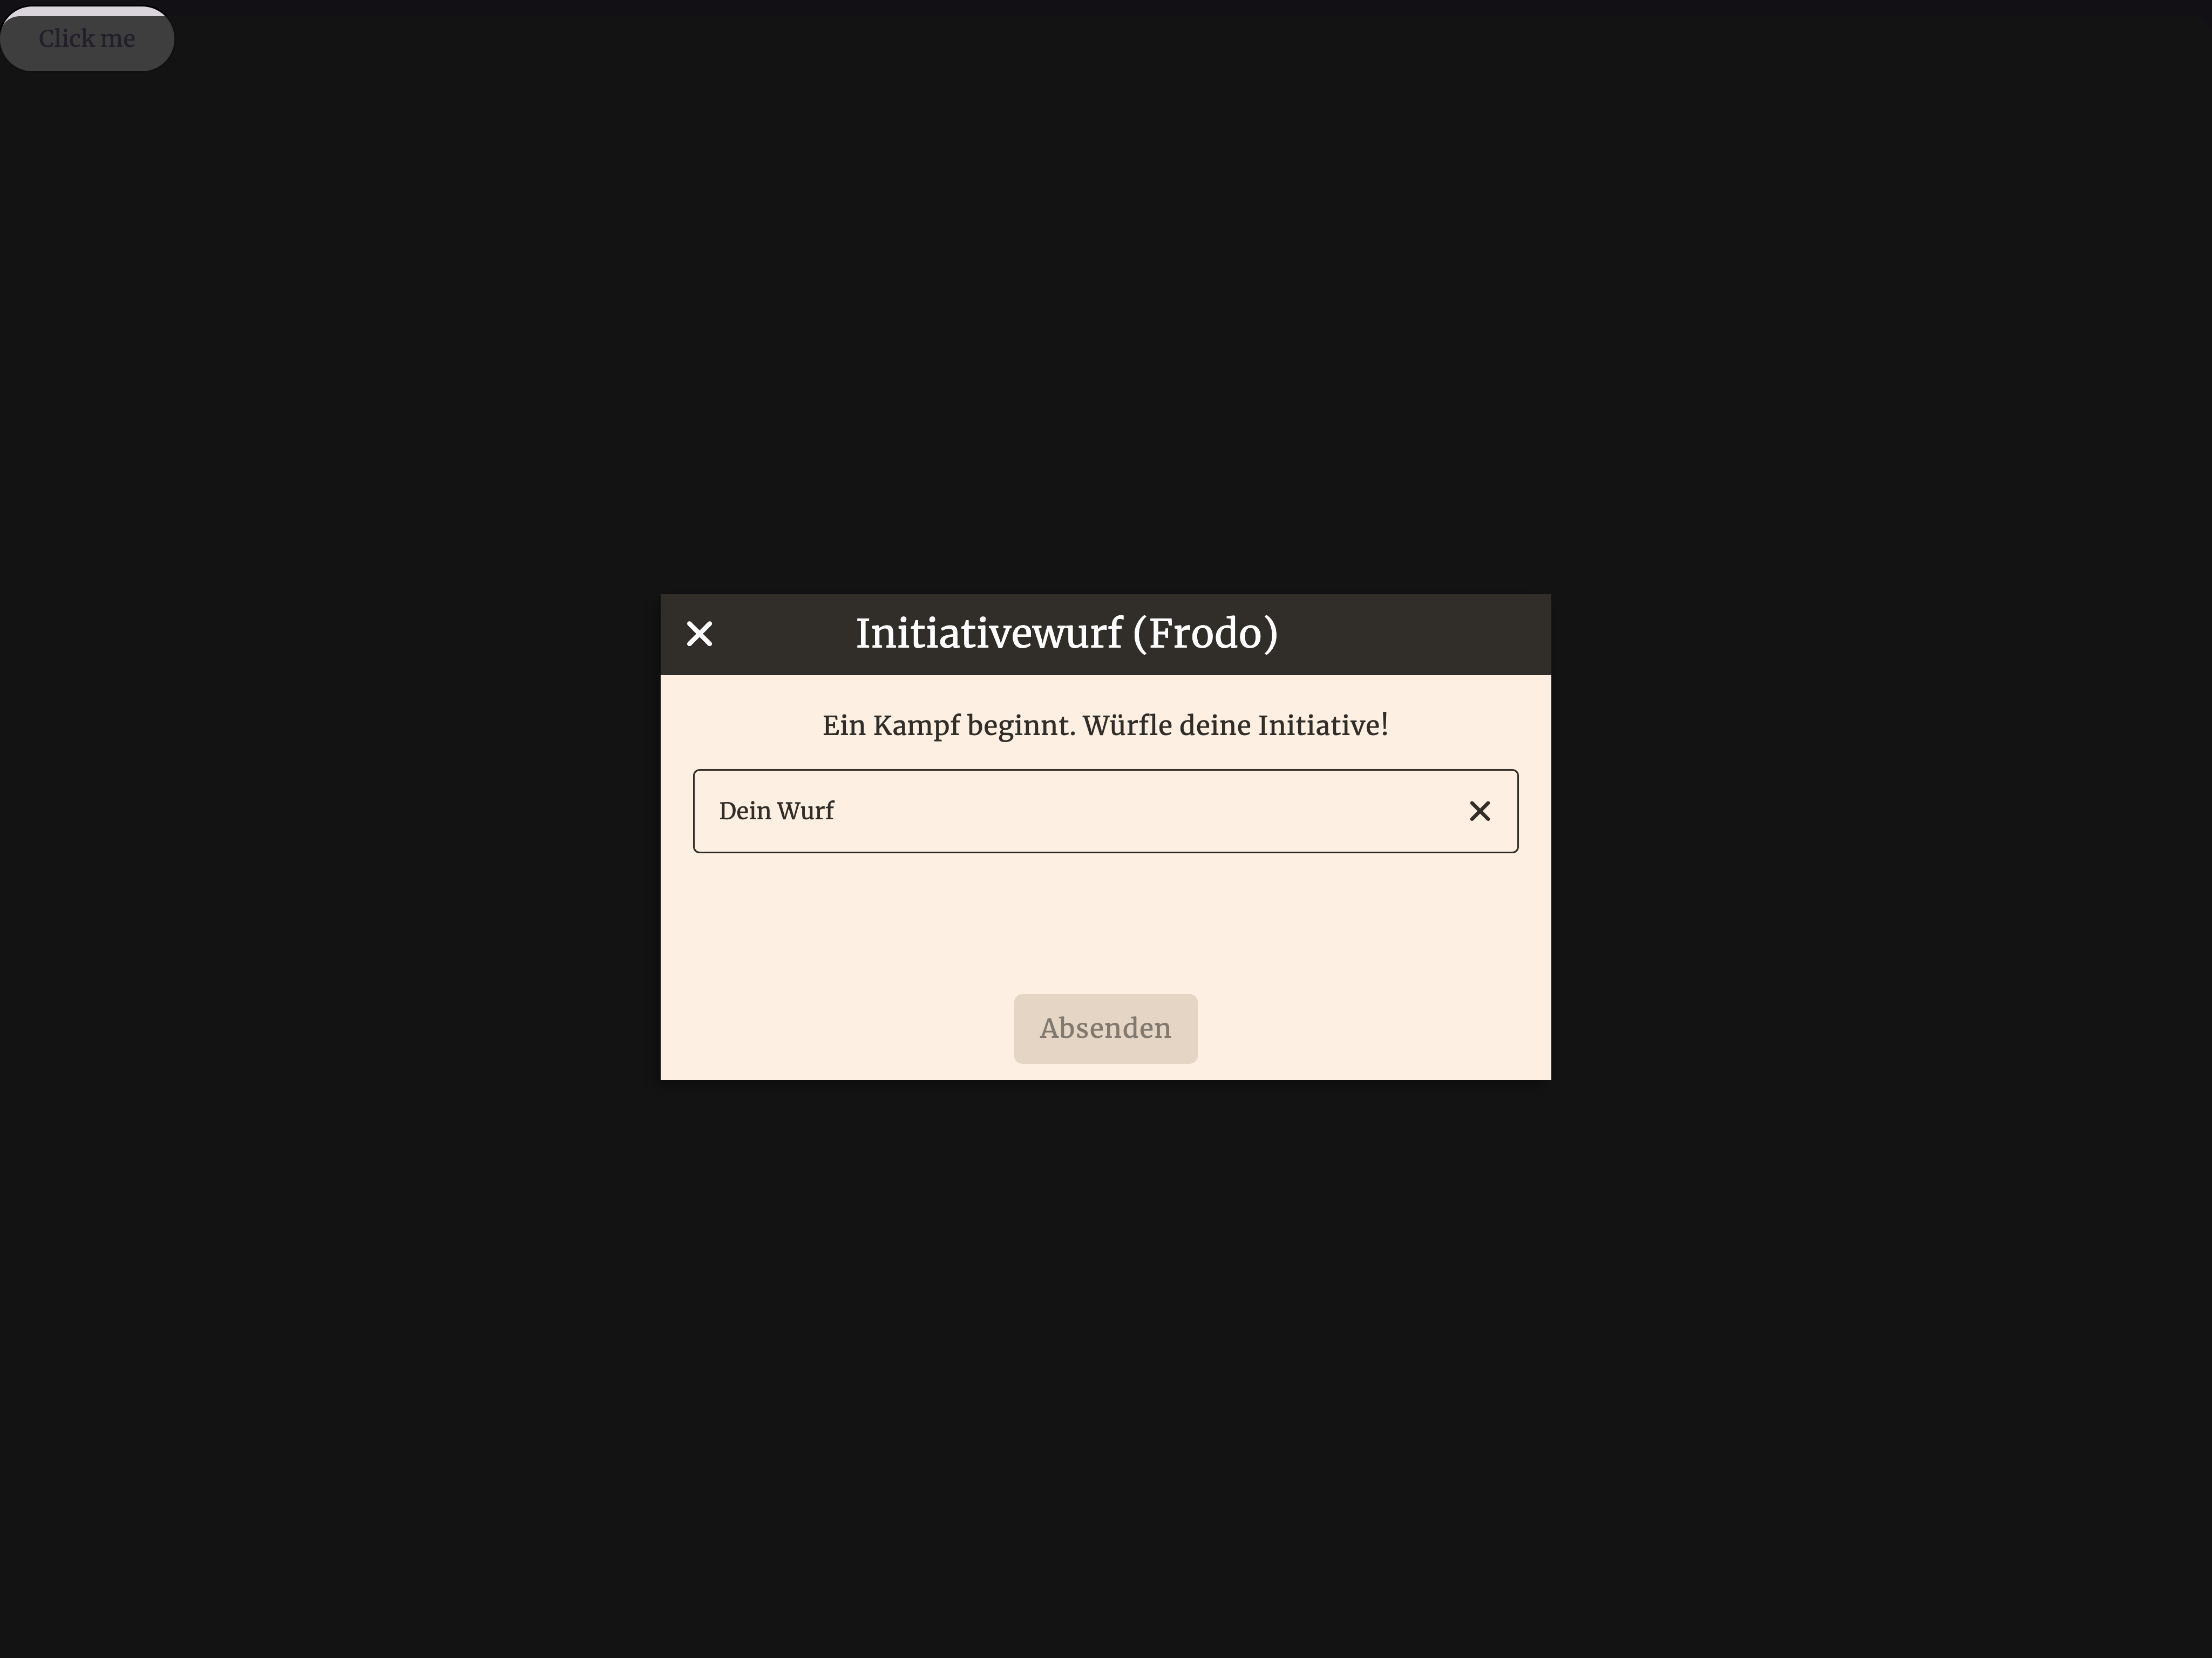 Click me
Initiativewurf (Frodo)
Ein Kampf beginnt. Würfle deine Initiative!
Dein Wurf
Absenden